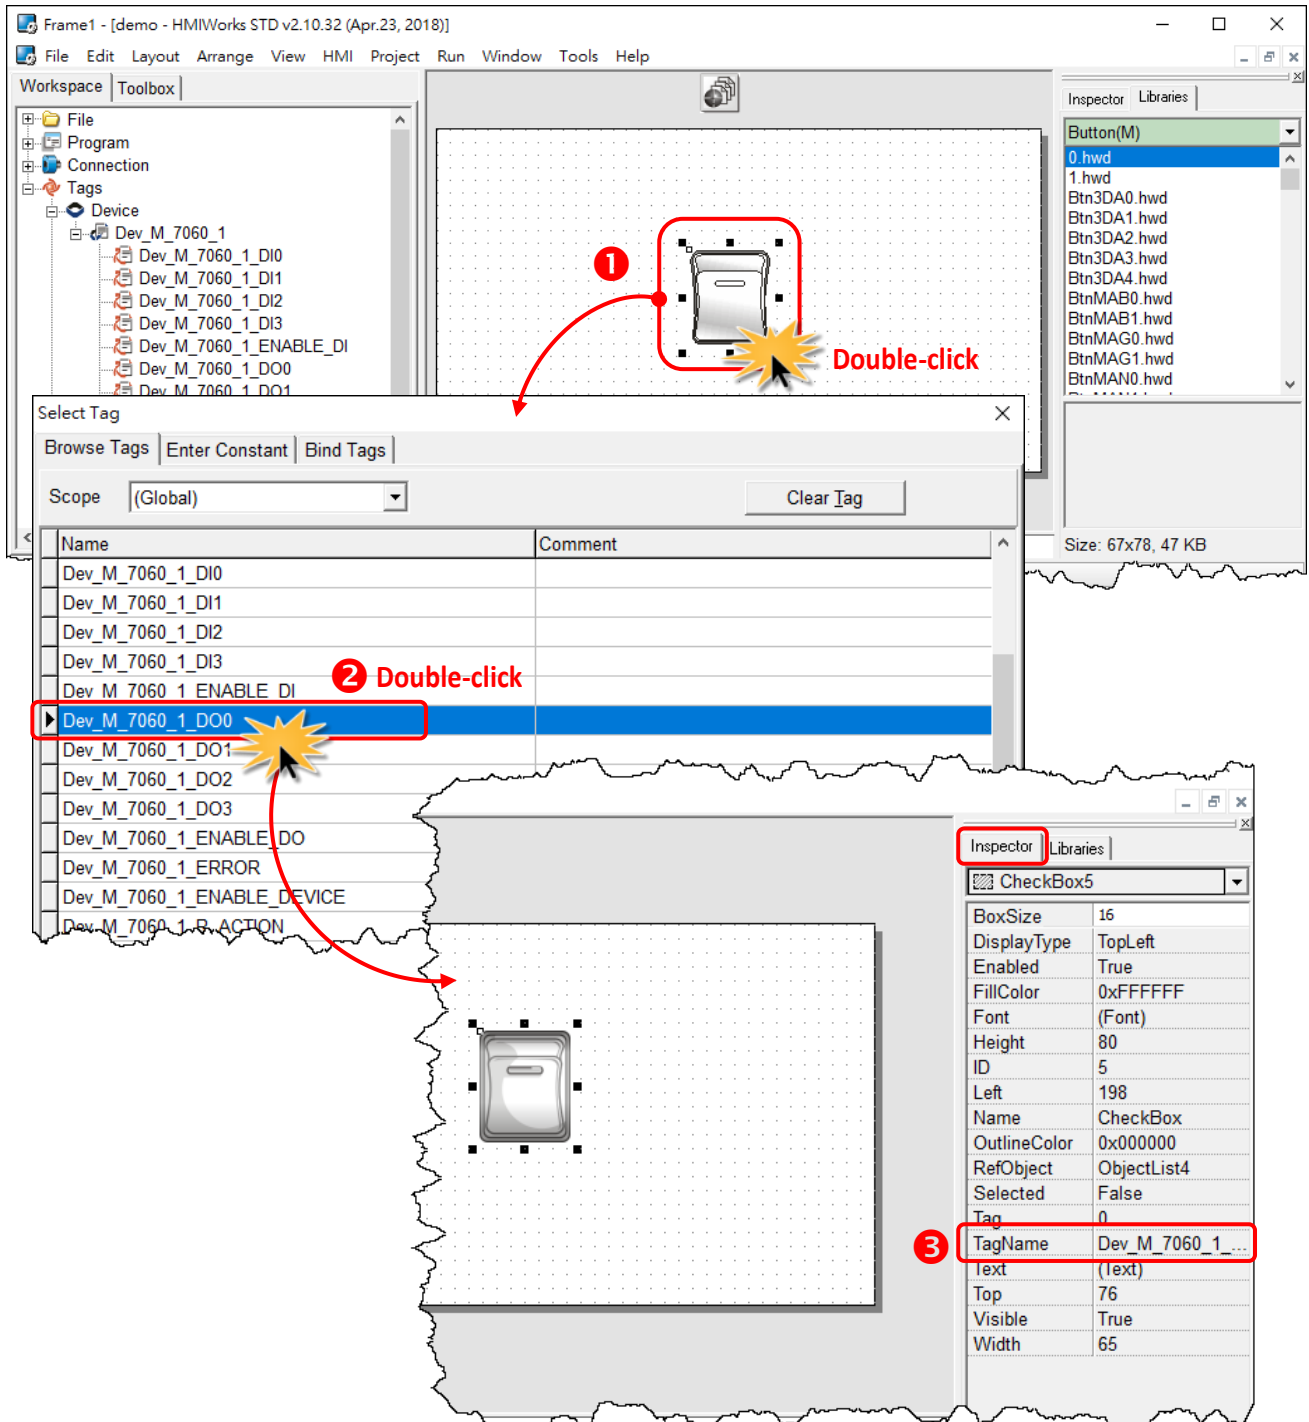 Frame1 - [demo - HMIWorks STD v2.10.32 (Apr.23, 2018)]
File Edit Layout Arrange View HMI Project Run Window Tools Help
Workspace Toolbox
File
Program
Connection
Tags
Device
Dev_M_7060_1
Dev_M_7060_1_DI0
Dev_M_7060_1_DI1
Dev_M_7060_1_DI2
Dev_M_7060_1_DI3
Dev_M_7060_1_ENABLE_DI
Dev_M_7060_1_DO0
Dev_M_7060_1_DO1
1
Double-click
Inspector Libraries
Button(M)
0.hwd
1.hwd
Btn3DA0.hwd
Btn3DA1.hwd
Btn3DA2.hwd
Btn3DA3.hwd
Btn3DA4.hwd
BtnMAB0.hwd
BtnMAB1.hwd
BtnMAG0.hwd
BtnMAG1.hwd
BtnMAN0.hwd
Size: 67x78, 47 KB
Select Tag
Browse Tags Enter Constant Bind Tags
Scope (Global) Clear Tag
Name Comment
Dev_M_7060_1_DI0
Dev_M_7060_1_DI1
Dev_M_7060_1_DI2
Dev_M_7060_1_DI3
Dev_M_7060_1_ENABLE_DI
2 Double-click
Dev_M_7060_1_DO0
Dev_M_7060_1_DO1
Dev_M_7060_1_DO2
Dev_M_7060_1_DO3
Dev_M_7060_1_ENABLE_DO
Dev_M_7060_1_ERROR
Dev_M_7060_1_ENABLE_DEVICE
Dev_M_7060_1_R_ACTION
Inspector Libraries
CheckBox5
BoxSize 16
DisplayType TopLeft
Enabled True
FillColor 0xFFFFFF
Font (Font)
Height 80
ID 5
Left 198
Name CheckBox
OutlineColor 0x000000
RefObject ObjectList4
Selected False
Tag 0
3 TagName Dev_M_7060_1_...
Text (Text)
Top 76
Visible True
Width 65